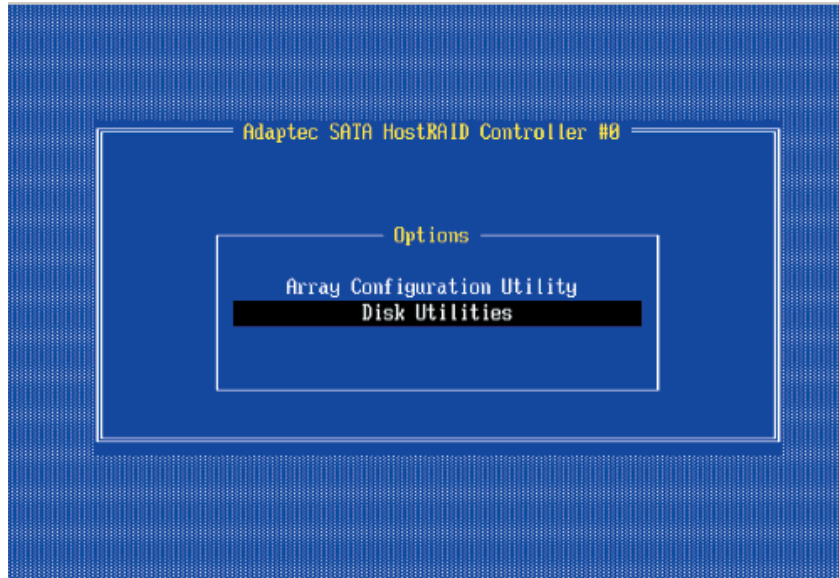 Adaptec SATA HostRAID Controller #0
Options
Array Configuration Utility
Disk Utilities